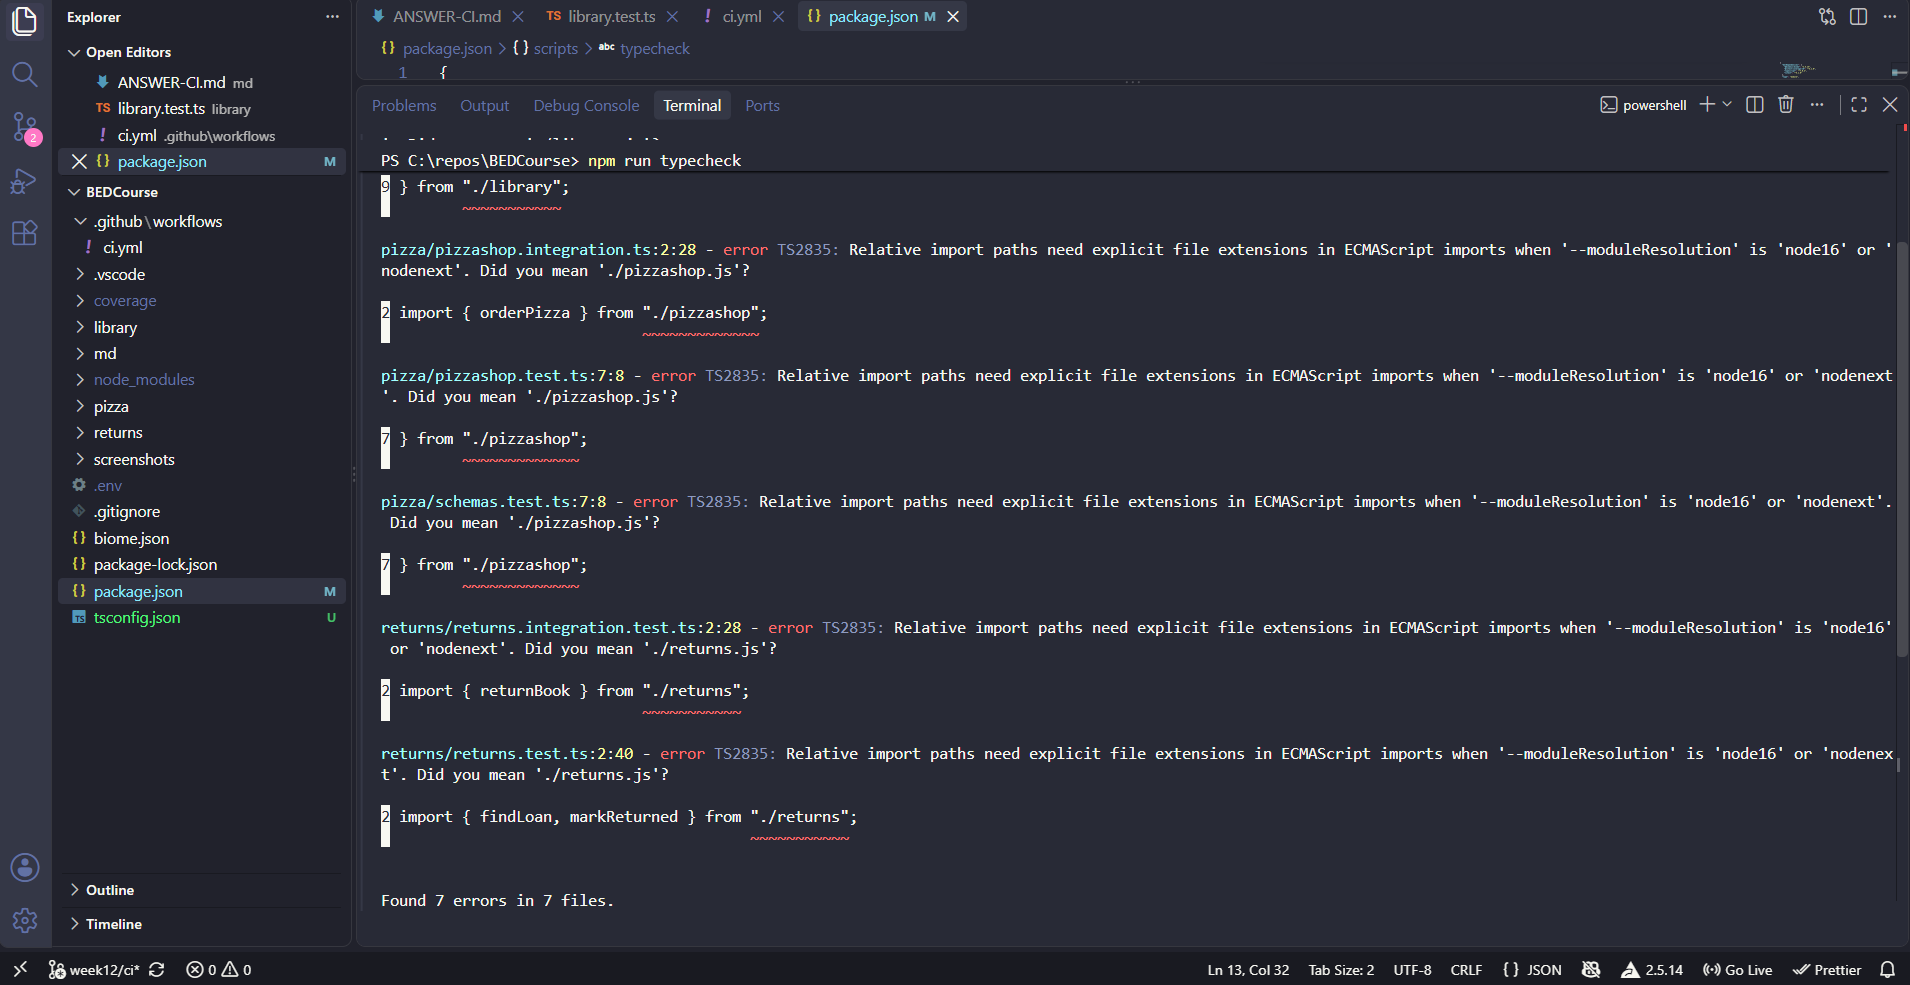 Explorer
Open Editors
ANSWER-CI.md md
TS library.test.ts library
! ci.yml .github\workflows
{} package.json M
BEDCourse
.github\workflows
! ci.yml
.vscode
coverage
library
md
node_modules
pizza
returns
screenshots
.env
.gitignore
{} biome.json
{} package-lock.json
{} package.json M
TS tsconfig.json U
Outline
Timeline
2
ANSWER-CI.md
TS library.test.ts
! ci.yml
{} package.json M
{} package.json > {} scripts > abc typecheck
1 {
Problems Output Debug Console Terminal Ports
powershell
PS C:\repos\BEDCourse> npm run typecheck
9 } from "./library";
~~~~~~~~~~~
pizza/pizzashop.integration.ts:2:28 - error TS2835: Relative import paths need explicit file extensions in ECMAScript imports when '--moduleResolution' is 'node16' or '
nodenext'. Did you mean './pizzashop.js'?
2 import { orderPizza } from "./pizzashop";
~~~~~~~~~~~~~
pizza/pizzashop.test.ts:7:8 - error TS2835: Relative import paths need explicit file extensions in ECMAScript imports when '--moduleResolution' is 'node16' or 'nodenext
'. Did you mean './pizzashop.js'?
7 } from "./pizzashop";
~~~~~~~~~~~~~
pizza/schemas.test.ts:7:8 - error TS2835: Relative import paths need explicit file extensions in ECMAScript imports when '--moduleResolution' is 'node16' or 'nodenext'.
Did you mean './pizzashop.js'?
7 } from "./pizzashop";
~~~~~~~~~~~~~
returns/returns.integration.test.ts:2:28 - error TS2835: Relative import paths need explicit file extensions in ECMAScript imports when '--moduleResolution' is 'node16'
or 'nodenext'. Did you mean './returns.js'?
2 import { returnBook } from "./returns";
~~~~~~~~~~~
returns/returns.test.ts:2:40 - error TS2835: Relative import paths need explicit file extensions in ECMAScript imports when '--moduleResolution' is 'node16' or 'nodenex
t'. Did you mean './returns.js'?
2 import { findLoan, markReturned } from "./returns";
~~~~~~~~~~~
Found 7 errors in 7 files.
week12/ci* 0 0 Ln 13, Col 32 Tab Size: 2 UTF-8 CRLF {} JSON 2.5.14 Go Live Prettier